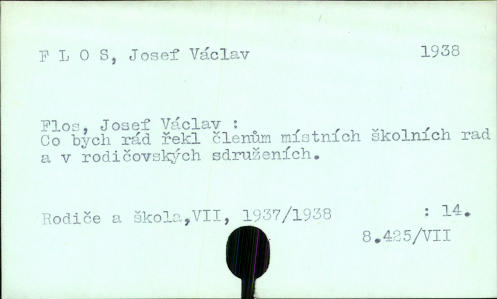 F L O S, Josef Václav 1938
Flos, Josef Václav :
Co bych rád řekl členům místních školních rad
a v rodičovských sdruženích.
Rodiče a škola,VII, 1937/1938 : 14.
8.425/VII